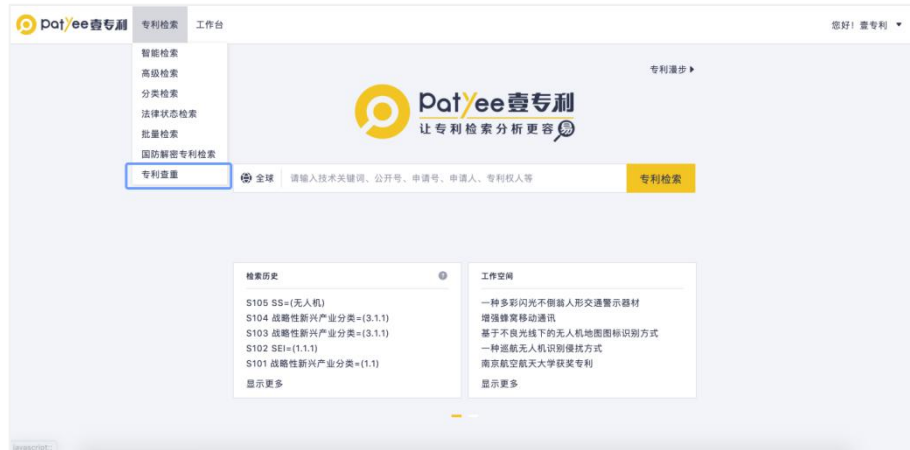 Patyee壹专利 专利检索 工作台 您好！壹专利
智能检索
高级检索
分类检索
法律状态检索
批量检索
国防解密专利检索
专利查重
专利漫步
Patyee壹专利
让专利检索分析更容易
全球 请输入技术关键词、公开号、申请号、申请人、专利权人等 专利检索
检索历史
S105 SS=(无人机)
S104 战略性新兴产业分类=(3.1.1)
S103 战略性新兴产业分类=(3.1.1)
S102 SEI=(1.1.1)
S101 战略性新兴产业分类=(1.1)
显示更多
工作空间
一种多彩闪光不倒翁人形交通警示器材
增强蜂窝移动通讯
基于不良光线下的无人机地图图标识别方式
一种巡航无人机识别侵扰方式
南京航空航天大学获奖专利
显示更多
javascript:;